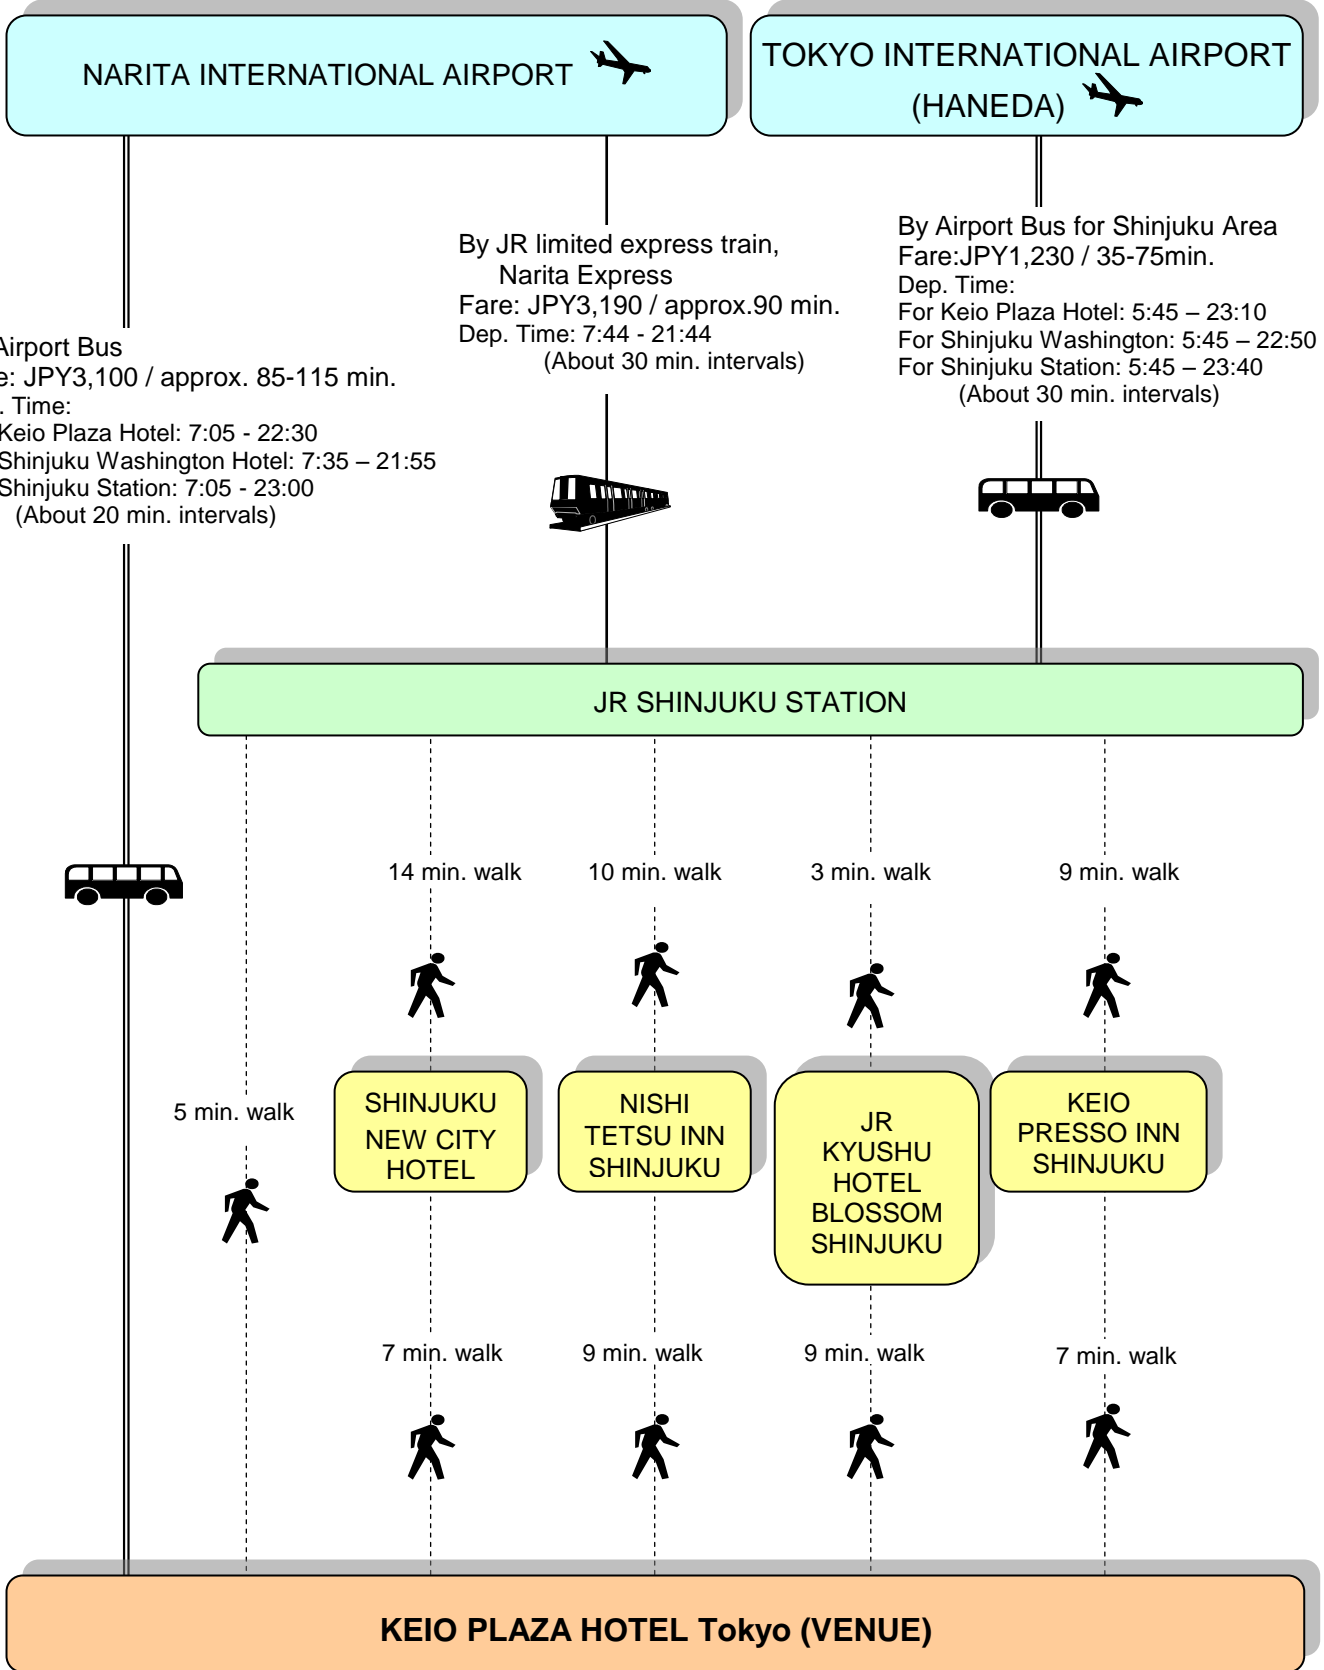 NARITA INTERNATIONAL AIRPORT
TOKYO INTERNATIONAL AIRPORT
(HANEDA)
By Airport Bus for Shinjuku Area
Fare:JPY1,230 / 35-75min.
Dep. Time:
For Keio Plaza Hotel: 5:45 – 23:10
For Shinjuku Washington: 5:45 – 22:50
For Shinjuku Station: 5:45 – 23:40
(About 30 min. intervals)
By JR limited express train,
Narita Express
Fare: JPY3,190 / approx.90 min.
Dep. Time: 7:44 - 21:44
(About 30 min. intervals)
Airport Bus
e: JPY3,100 / approx. 85-115 min.
. Time:
Keio Plaza Hotel: 7:05 - 22:30
Shinjuku Washington Hotel: 7:35 – 21:55
Shinjuku Station: 7:05 - 23:00
(About 20 min. intervals)
JR SHINJUKU STATION
14 min. walk
10 min. walk
3 min. walk
9 min. walk
5 min. walk
SHINJUKU
NEW CITY
HOTEL
NISHI
TETSU INN
SHINJUKU
JR
KYUSHU
HOTEL
BLOSSOM
SHINJUKU
KEIO
PRESSO INN
SHINJUKU
7 min. walk
9 min. walk
9 min. walk
7 min. walk
KEIO PLAZA HOTEL Tokyo (VENUE)